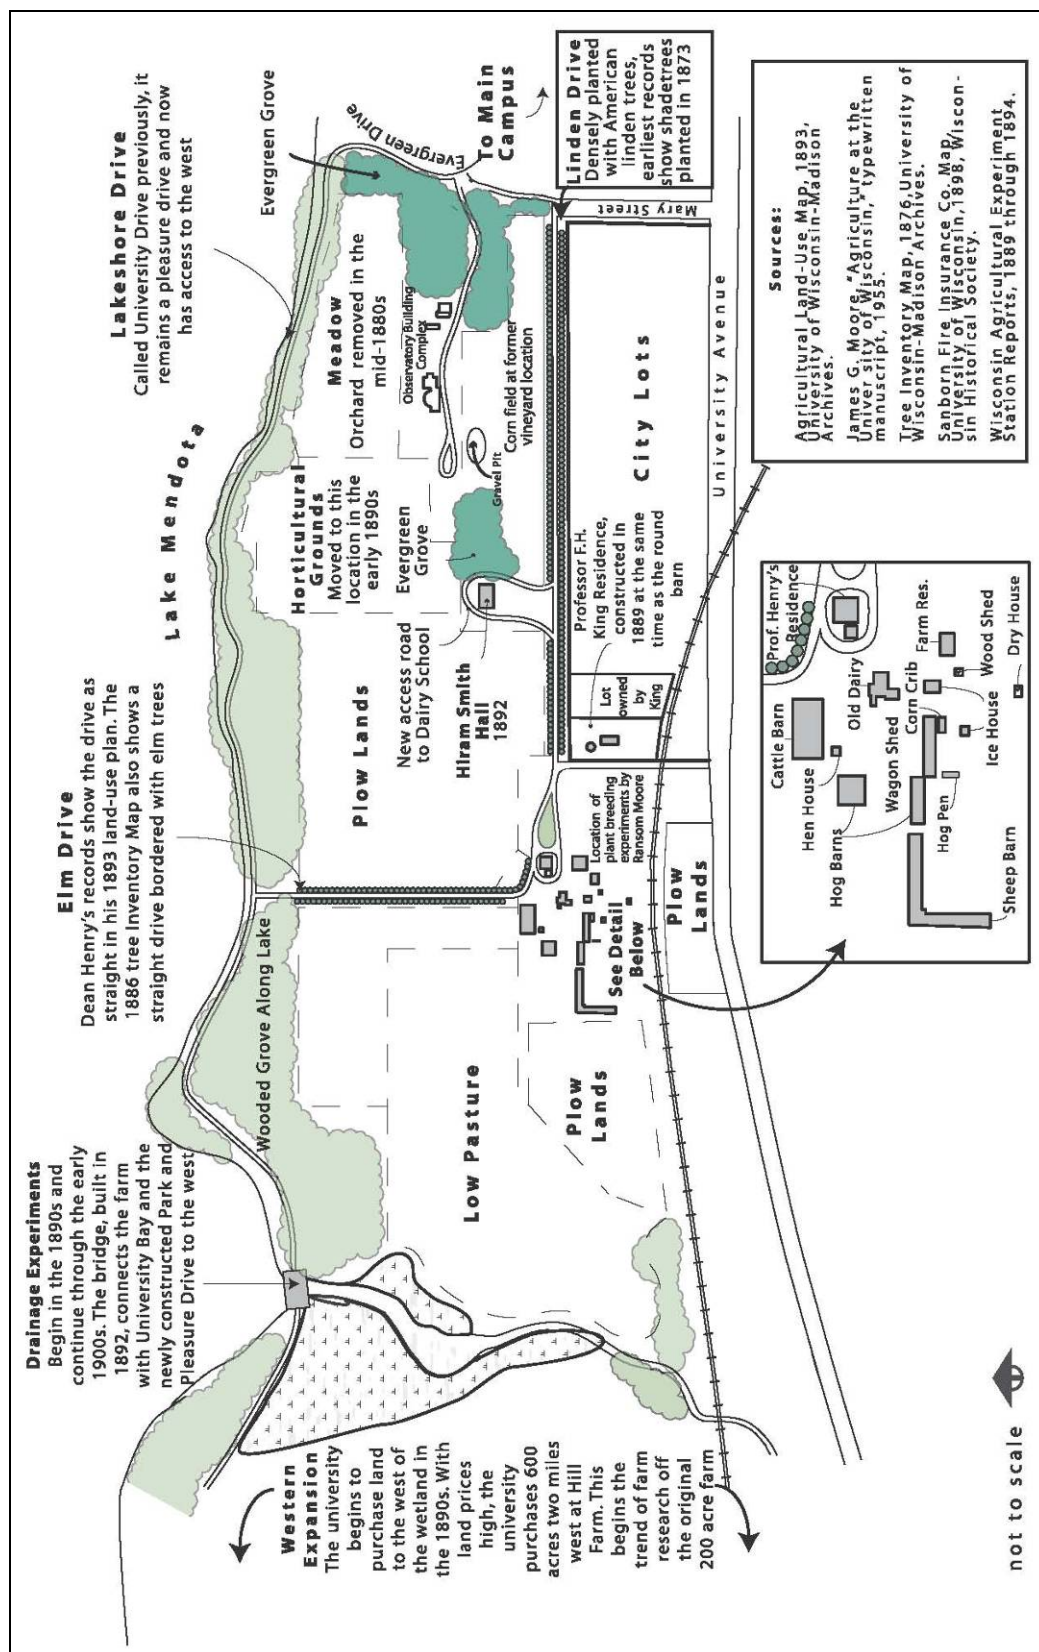 Drainage Experiments
Begin in the 1890s and
continue through the early
1900s. The bridge, built in
1892, connects the farm
with University Bay and the
newly constructed Park and
Pleasure Drive to the west
Elm Drive
Dean Henry's records show the drive as
straight in his 1893 land-use plan. The
1886 tree Inventory Map also shows a
straight drive bordered with elm trees
Lakeshore Drive
Called University Drive previously, it
remains a pleasure drive and now
has access to the west
Lake Mendota
Evergreen Grove
Evergreen Drive
To Main
Campus
Linden Drive
Densely planted
with American
linden trees,
earliest records
show shadetrees
planted in 1873
Wooded Grove Along Lake
Meadow
Orchard removed in the
mid-1880s
Observatory Building
Complex
Horticultural
Grounds
Moved to this
location in the
early 1890s
Evergreen
Grove
Gravel Pit
Corn field at former
vineyard location
Plow Lands
New access road
to Dairy School
Hiram Smith
Hall
1892
Mary Street
City Lots
University Avenue
Professor F.H.
King Residence,
constructed in
1889 at the same
time as the round
barn
Lot
owned
by
King
Location of
plant breeding
experiments by
Ransom Moore
See Detail
Below
Low Pasture
Plow
Lands
Plow
Lands
Western
Expansion
The university
begins to
purchase land
to the west of
the wetland in
the 1890s. With
land prices
high, the
university
purchases 600
acres two miles
west at Hill
Farm. This
begins the
trend of farm
research off
the original
200 acre farm
Prof. Henry's
Residence
Cattle Barn
Hen House
Hog Barns
Old Dairy
Wagon Shed
Corn Crib
Farm Res.
Hog Pen
Wood Shed
Ice House
Dry House
Sheep Barn
Sources:
Agricultural Land-Use Map, 1893,
University of Wisconsin-Madison
Archives.
James G. Moore, "Agriculture at the
University of Wisconsin," typewritten
manuscript, 1955.
Tree Inventory Map, 1876, University of
Wisconsin-Madison Archives.
Sanborn Fire Insurance Co. Map,
University of Wisconsin, 1898, Wiscon-
sin Historical Society.
Wisconsin Agricultural Experiment
Station Reports, 1889 through 1894.
not to scale